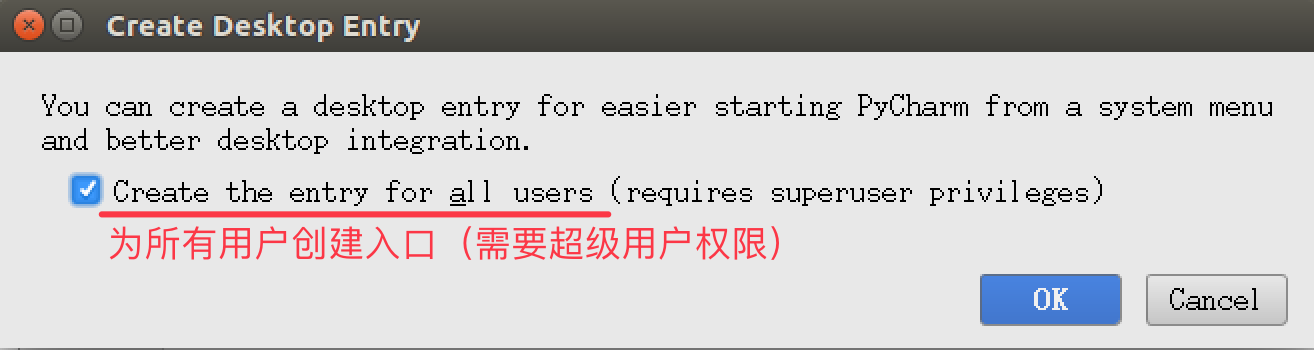 Create Desktop Entry
You can create a desktop entry for easier starting PyCharm from a system menu
and better desktop integration.
Create the entry for all users (requires superuser privileges)
为所有用户创建入口（需要超级用户权限）
OK
Cancel